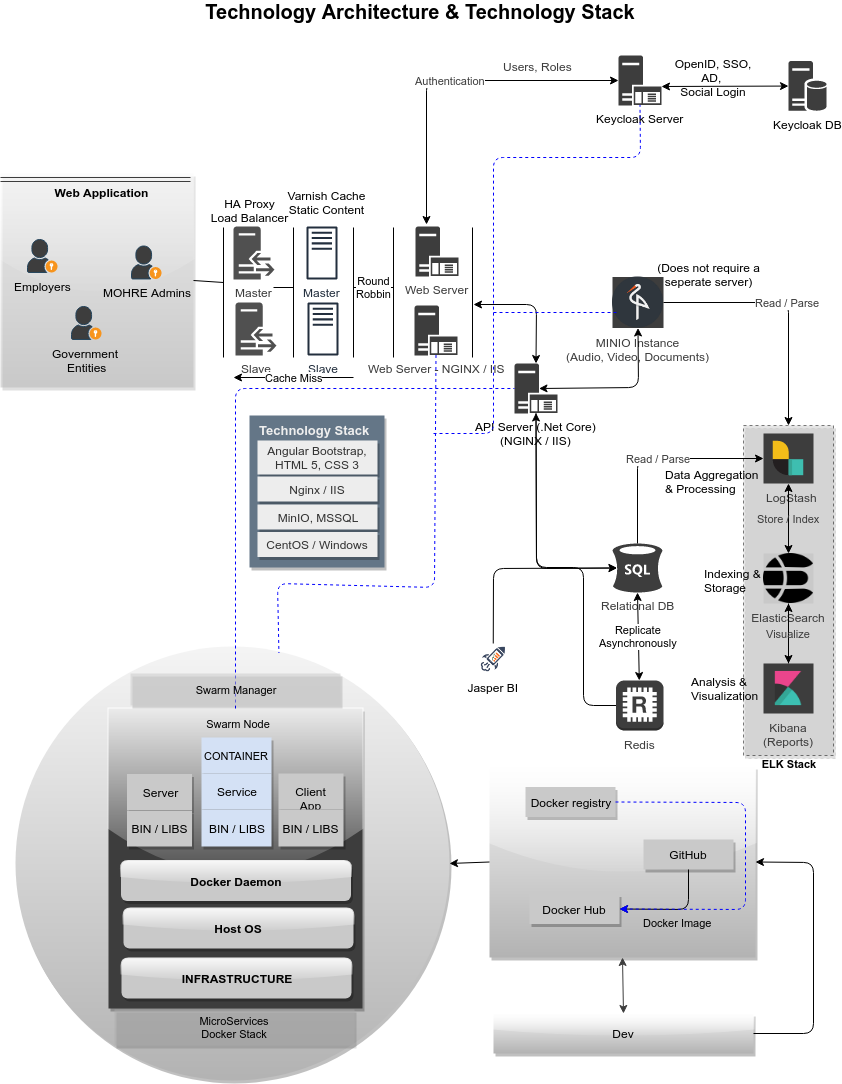 Technology Architecture & Technology Stack
Users, Roles
Authentication
OpenID, SSO,
AD,
Social Login
Keycloak Server
Keycloak DB
Web Application
Employers
MOHRE Admins
Government
Entities
HA Proxy
Load Balancer
Varnish Cache
Static Content
Master
Master
Round
Robbin
Web Server
Slave
Slave
Cache Miss
Web Server - NGINX / IIS
(Does not require a
seperate server)
Read / Parse
MINIO Instance
(Audio, Video, Documents)
API Server (.Net Core)
(NGINX / IIS)
Technology Stack
Angular Bootstrap,
HTML 5, CSS 3
Nginx / IIS
MinIO, MSSQL
CentOS / Windows
Read / Parse
Data Aggregation
& Processing
LogStash
Store / Index
SQL
Relational DB
Indexing &
Storage
ElasticSearch
Visualize
Replicate
Asynchronously
Jasper BI
R
Redis
Analysis &
Visualization
Kibana
(Reports)
ELK Stack
Swarm Manager
Swarm Node
CONTAINER
Server
Service
Client
App
BIN / LIBS
BIN / LIBS
BIN / LIBS
Docker Daemon
Host OS
INFRASTRUCTURE
MicroServices
Docker Stack
Docker registry
GitHub
Docker Hub
Docker Image
Dev